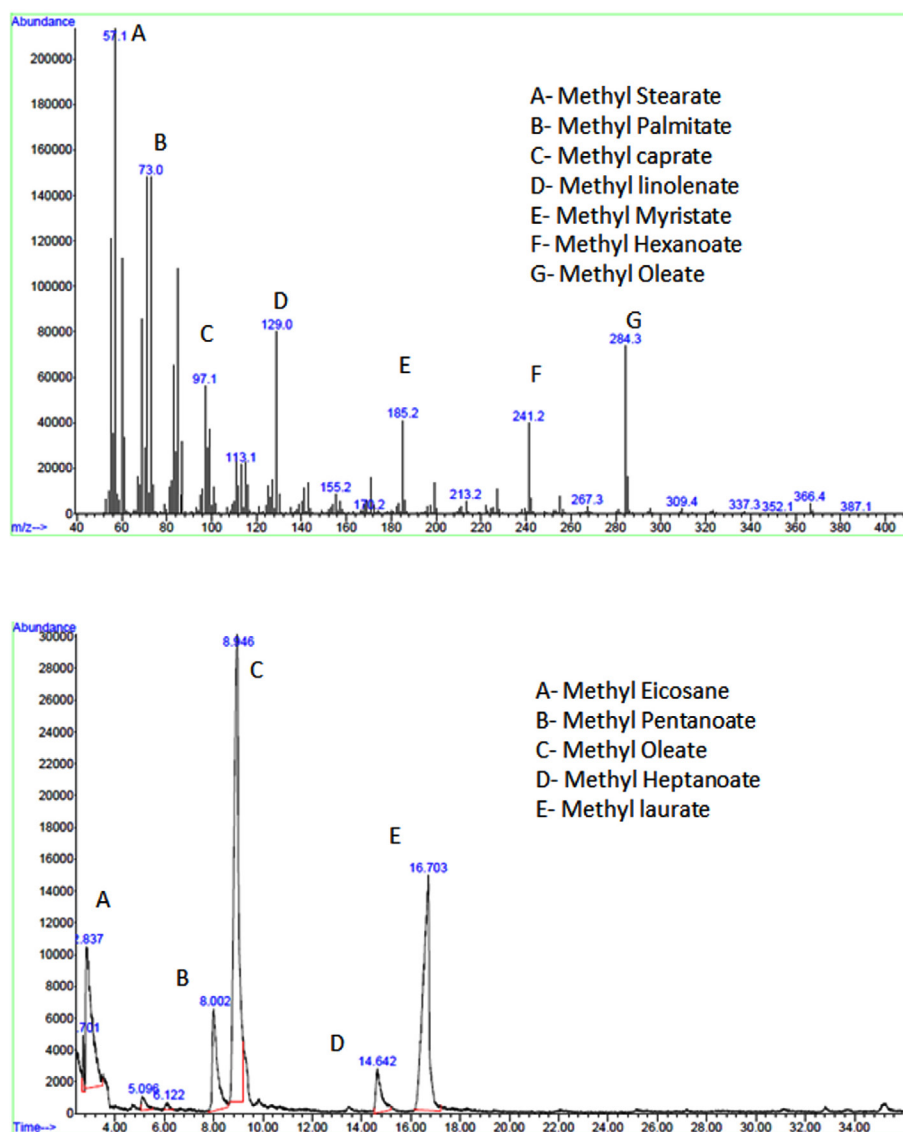 Abundance
57.1
A
200000
180000
160000
140000
120000
100000
80000
60000
40000
20000
0
B
73.0
C
97.1
113.1
D
129.0
155.2
170.2
E
185.2
213.2
F
241.2
267.3
G
284.3
309.4
337.3
352.1
366.4
387.1
A- Methyl Stearate
B- Methyl Palmitate
C- Methyl caprate
D- Methyl linolenate
E- Methyl Myristate
F- Methyl Hexanoate
G- Methyl Oleate
m/z-->
40 60 80 100 120 140 160 180 200 220 240 260 280 300 320 340 360 380 400
Abundance
30000
28000
26000
24000
22000
20000
18000
16000
14000
12000
10000
8000
6000
4000
2000
0
A
2.837
.701
5.096
6.122
B
8.002
8.946
C
D
14.642
E
16.703
A- Methyl Eicosane
B- Methyl Pentanoate
C- Methyl Oleate
D- Methyl Heptanoate
E- Methyl laurate
Time-->
4.00 6.00 8.00 10.00 12.00 14.00 16.00 18.00 20.00 22.00 24.00 26.00 28.00 30.00 32.00 34.00